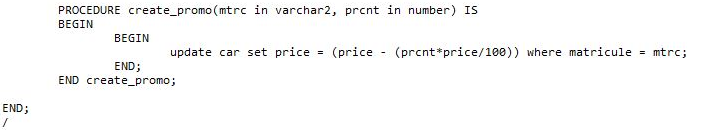 PROCEDURE create_promo(mtrc in varchar2, prcnt in number) IS
BEGIN
BEGIN
update car set price = (price - (prcnt*price/100)) where matricule = mtrc;
END;
END create_promo;
END;
/